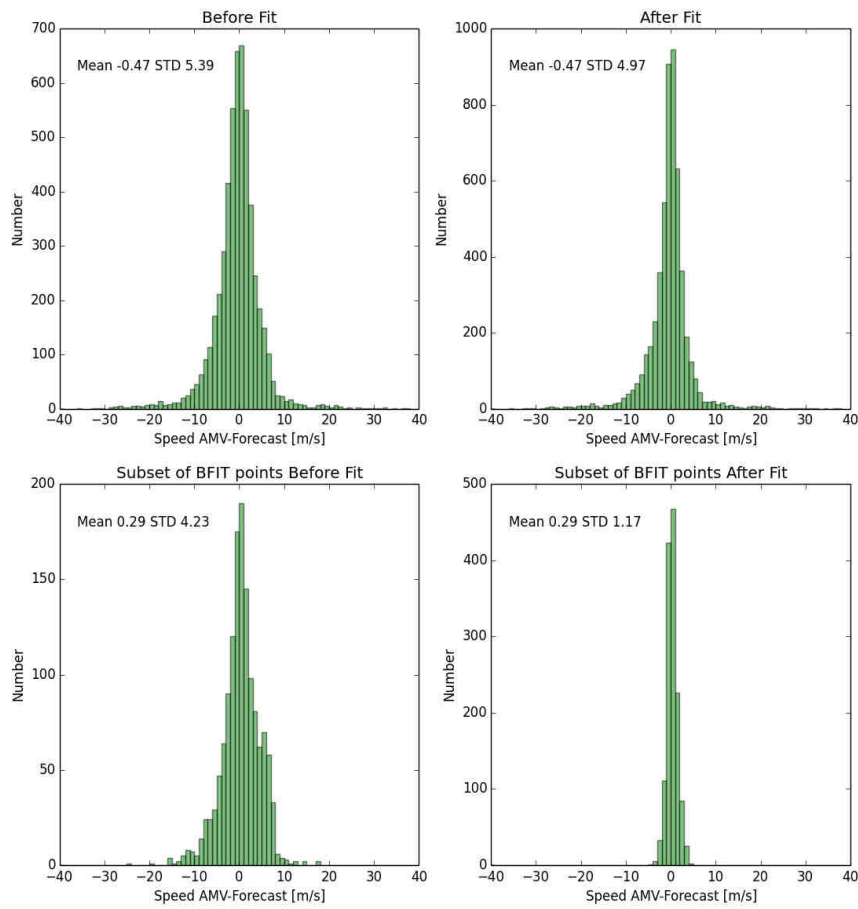 Before Fit
700
600
500
400
300
200
100
0
Number
Mean -0.47 STD 5.39
−40 −30 −20 −10 0 10 20 30 40
Speed AMV-Forecast [m/s]
After Fit
1000
800
600
400
200
0
Number
Mean -0.47 STD 4.97
−40 −30 −20 −10 0 10 20 30 40
Speed AMV-Forecast [m/s]
Subset of BFIT points Before Fit
200
150
100
50
0
Number
Mean 0.29 STD 4.23
−40 −30 −20 −10 0 10 20 30 40
Speed AMV-Forecast [m/s]
Subset of BFIT points After Fit
500
400
300
200
100
0
Number
Mean 0.29 STD 1.17
−40 −30 −20 −10 0 10 20 30 40
Speed AMV-Forecast [m/s]